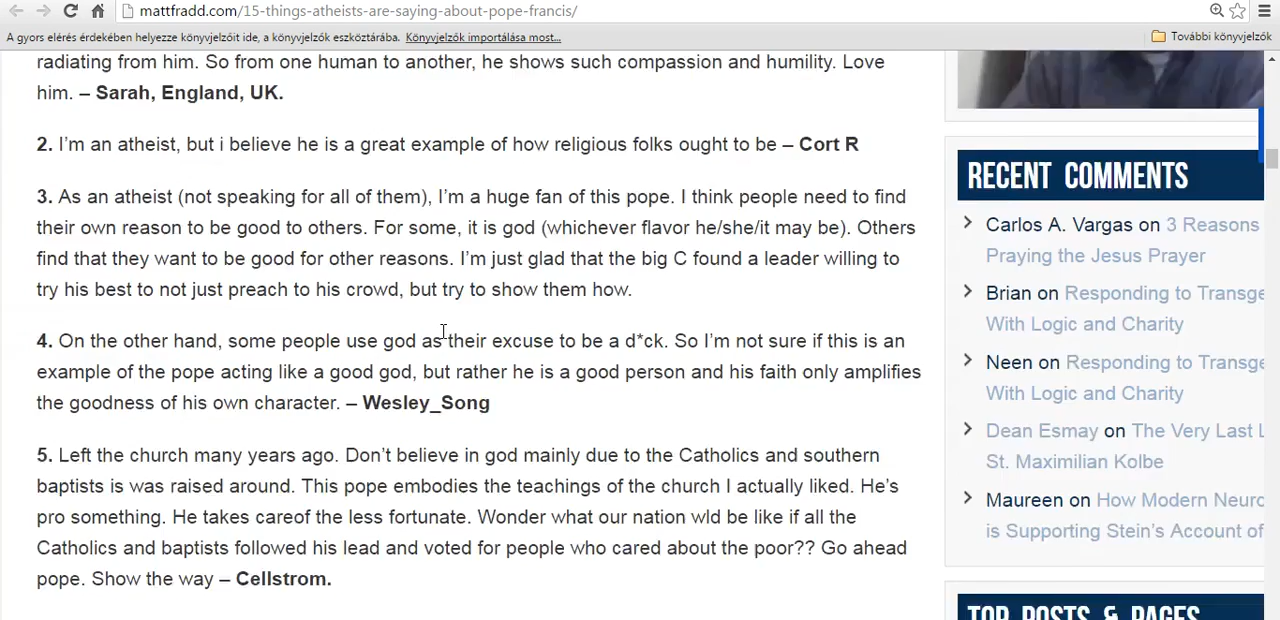 mattfradd.com/15-things-atheists-are-saying-about-pope-francis/
A gyors elérés érdekében helyezze könyvjelzőit ide, a könyvjelzők eszköztárába. Könyvjelzők importálása most...
További könyvjelzők
radiating from him. So from one human to another, he shows such compassion and humility. Love
him. – Sarah, England, UK.
2. I’m an atheist, but i believe he is a great example of how religious folks ought to be – Cort R
3. As an atheist (not speaking for all of them), I’m a huge fan of this pope. I think people need to find
their own reason to be good to others. For some, it is god (whichever flavor he/she/it may be). Others
find that they want to be good for other reasons. I’m just glad that the big C found a leader willing to
try his best to not just preach to his crowd, but try to show them how.
4. On the other hand, some people use god as their excuse to be a d*ck. So I’m not sure if this is an
example of the pope acting like a good god, but rather he is a good person and his faith only amplifies
the goodness of his own character. – Wesley_Song
5. Left the church many years ago. Don’t believe in god mainly due to the Catholics and southern
baptists is was raised around. This pope embodies the teachings of the church I actually liked. He’s
pro something. He takes careof the less fortunate. Wonder what our nation wld be like if all the
Catholics and baptists followed his lead and voted for people who cared about the poor?? Go ahead
pope. Show the way – Cellstrom.
RECENT COMMENTS
Carlos A. Vargas on 3 Reasons
Praying the Jesus Prayer
Brian on Responding to Transge
With Logic and Charity
Neen on Responding to Transge
With Logic and Charity
Dean Esmay on The Very Last L
St. Maximilian Kolbe
Maureen on How Modern Neuro
is Supporting Stein’s Account of
TOP POSTS & PAGES